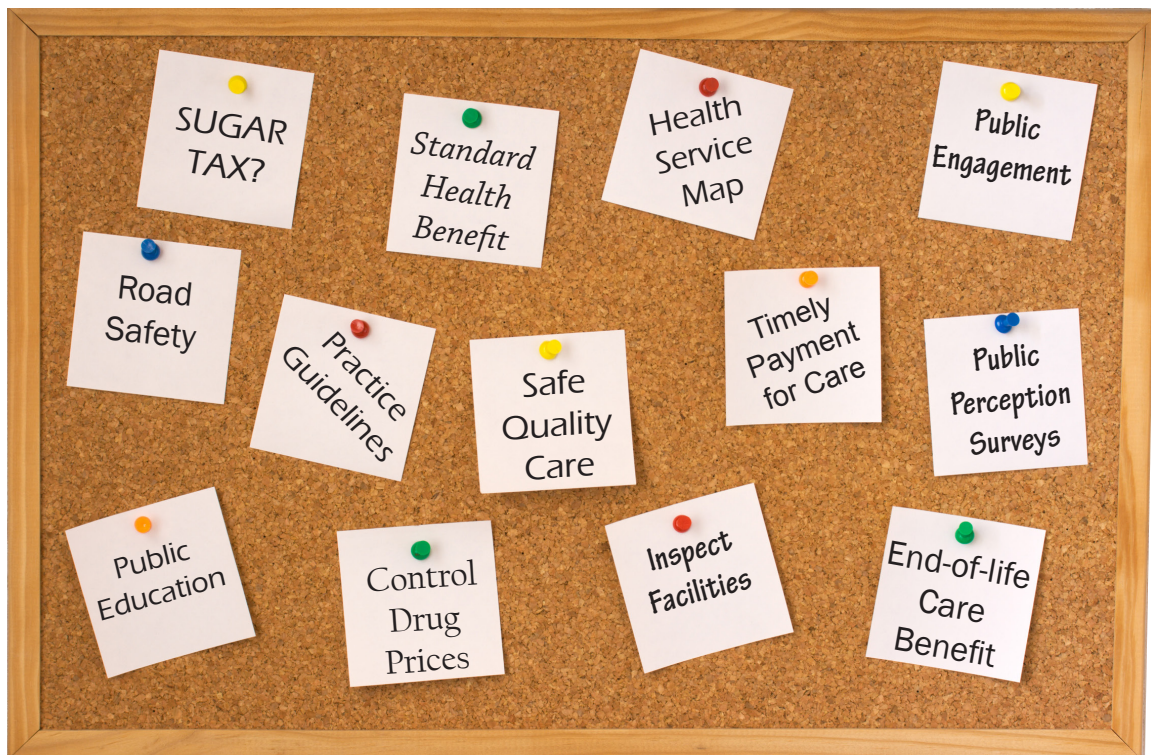 SUGAR
TAX?
Standard
Health
Benefit
Health
Service
Map
Public
Engagement
Road
Safety
Practice
Guidelines
Safe
Quality
Care
Timely
Payment
for Care
Public
Perception
Surveys
Public
Education
Control
Drug
Prices
Inspect
Facilities
End-of-life
Care
Benefit